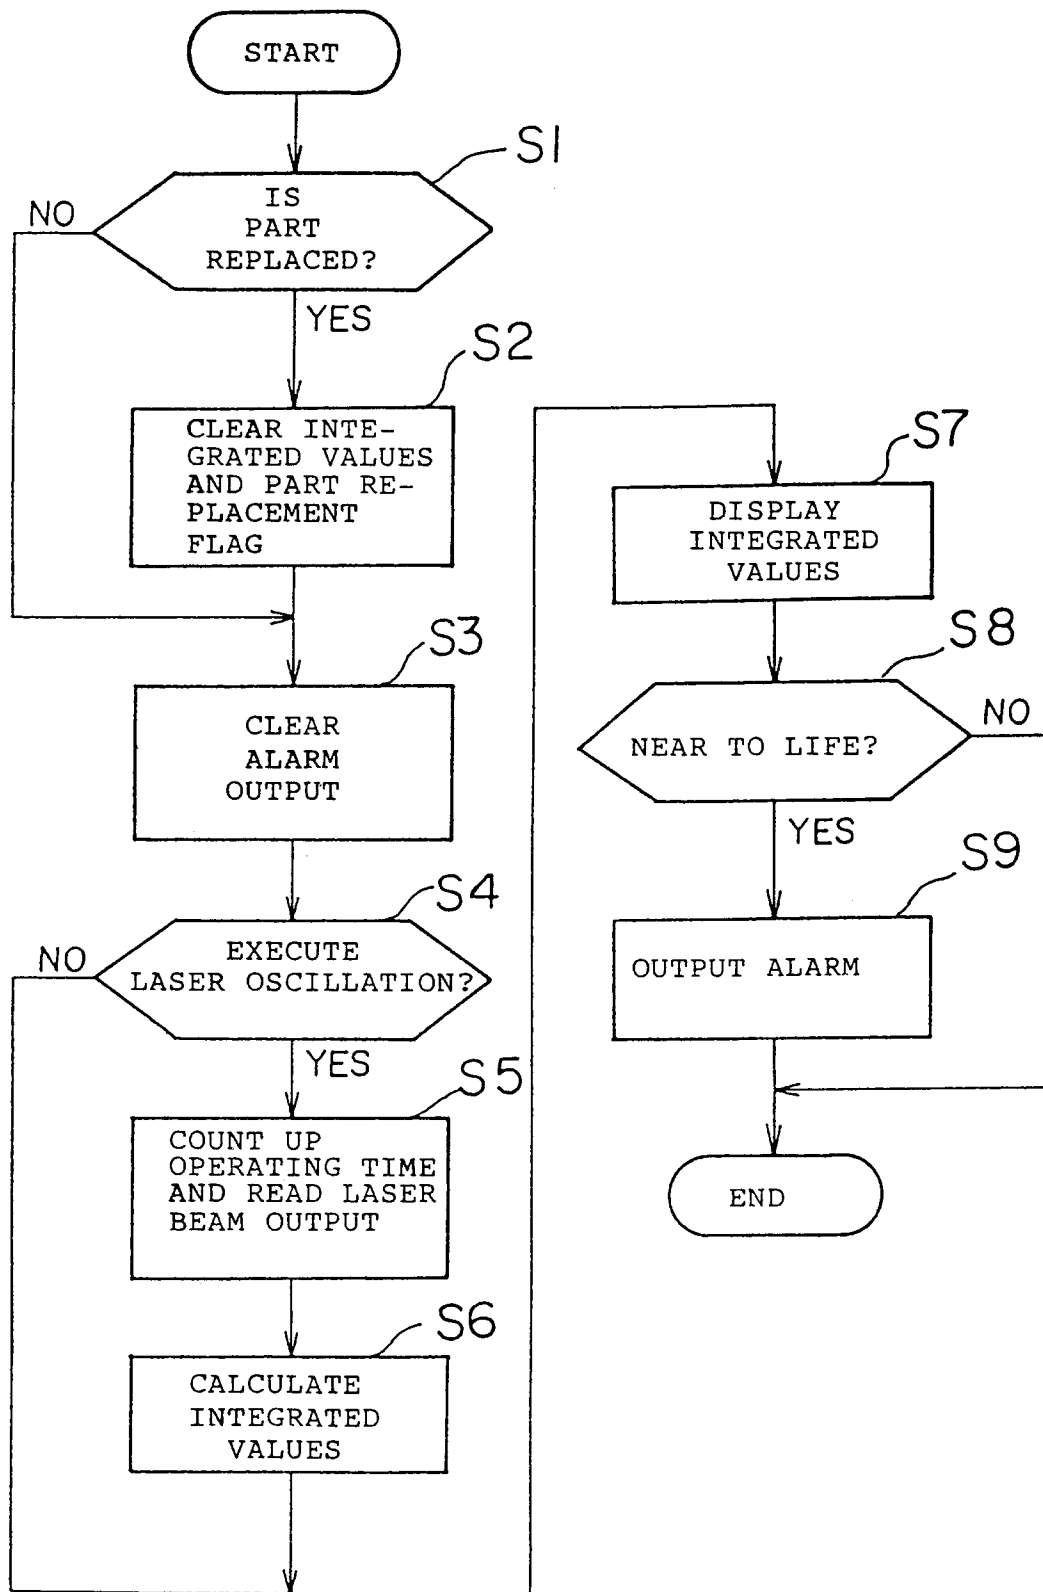 START
S1
IS
PART
REPLACED?
NO
YES
S2
CLEAR INTE-
GRATED VALUES
AND PART RE-
PLACEMENT
FLAG
S3
CLEAR
ALARM
OUTPUT
S4
EXECUTE
LASER OSCILLATION?
NO
YES
S5
COUNT UP
OPERATING TIME
AND READ LASER
BEAM OUTPUT
S6
CALCULATE
INTEGRATED
VALUES
S7
DISPLAY
INTEGRATED
VALUES
S8
NEAR TO LIFE?
NO
YES
S9
OUTPUT ALARM
END